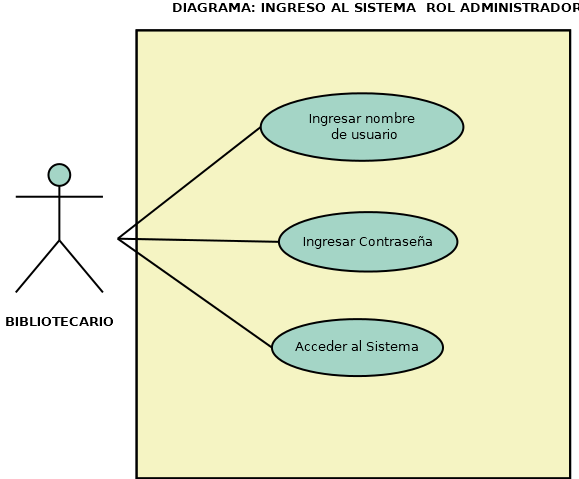 DIAGRAMA: INGRESO AL SISTEMA  ROL ADMINISTRADOR
Ingresar nombre
de usuario
Ingresar Contraseña
Acceder al Sistema
BIBLIOTECARIO